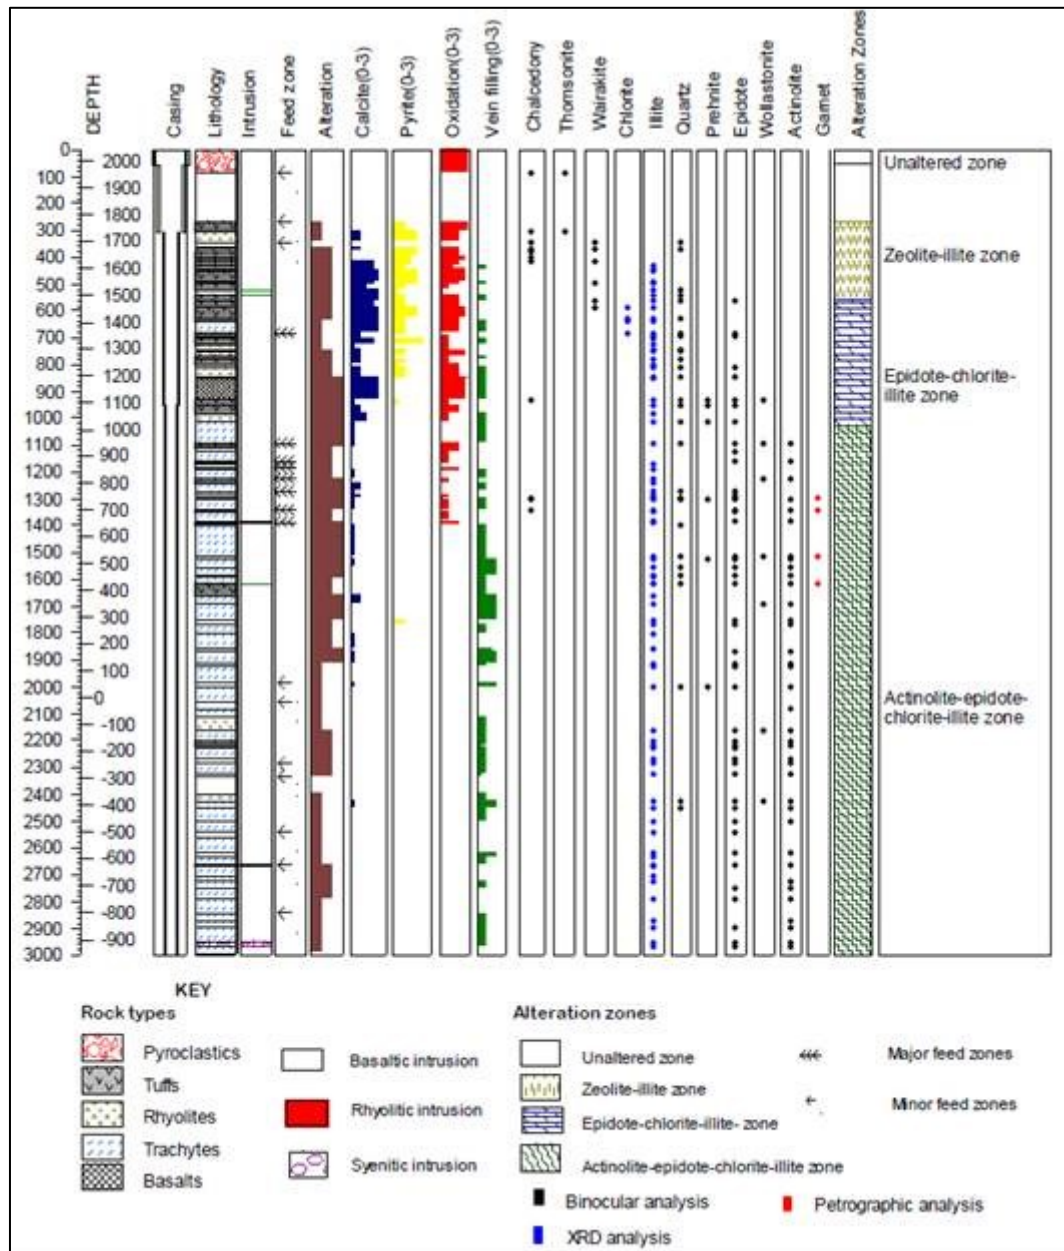 DEPTH
Casing
Lithology
Intrusion
Feed zone
Alteration
Calcite(0-3)
Pyrite(0-3)
Oxidation(0-3)
Vein filling(0-3)
Chalcedony
Thomsonite
Wairakite
Chlorite
Illite
Quartz
Prehnite
Epidote
Wollastonite
Actinolite
Garnet
Alteration Zones
0
2000
100
1900
200
1800
300
1700
400
1600
500
1500
600
1400
700
1300
800
1200
900
1100
1000
1000
1100
900
1200
800
1300
700
1400
600
1500
500
1600
400
1700
300
1800
200
1900
100
2000
0
2100
-100
2200
-200
2300
-300
2400
-400
2500
-500
2600
-600
2700
-700
2800
-800
2900
-900
3000
Unaltered zone
Zeolite-illite zone
Epidote-chlorite-
illite zone
Actinolite-epidote-
chlorite-illite zone
KEY
Rock types
Pyroclastics
Tuffs
Rhyolites
Trachytes
Basalts
Basaltic intrusion
Rhyolitic intrusion
Syenitic intrusion
Alteration zones
Unaltered zone
Zeolite-illite zone
Epidote-chlorite-illite- zone
Actinolite-epidote-chlorite-illite zone
Major feed zones
Minor feed zones
Binocular analysis
Petrographic analysis
XRD analysis